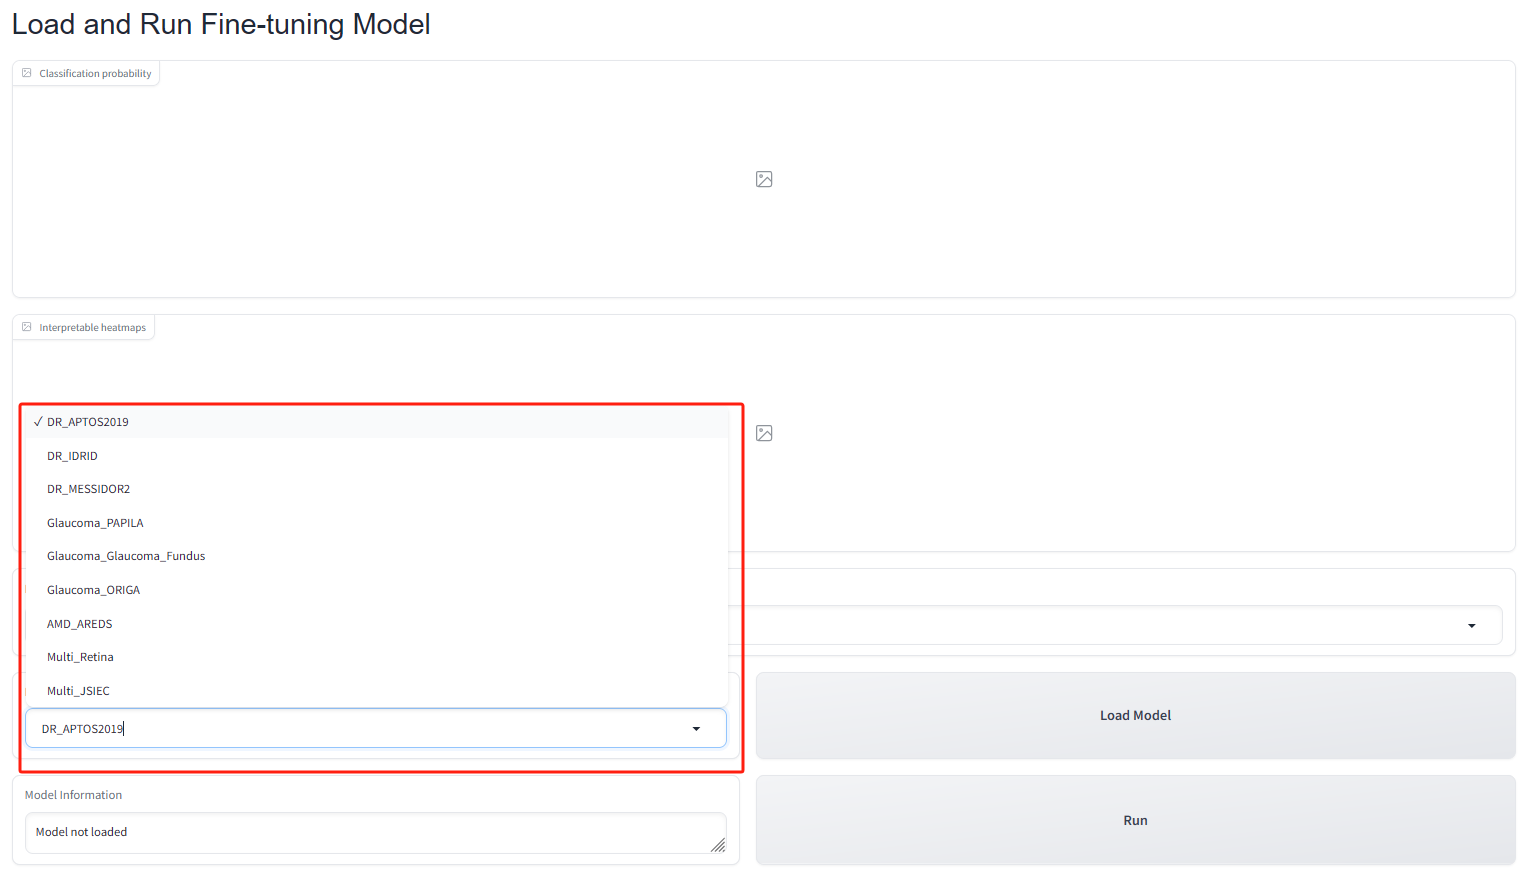 Load and Run Fine-tuning Model
Classification probability
Interpretable heatmaps
✓ DR_APTOS2019
DR_IDRID
DR_MESSIDOR2
Glaucoma_PAPILA
Glaucoma_Glaucoma_Fundus
Glaucoma_ORIGA
AMD_AREDS
Multi_Retina
Multi_JSIEC
DR_APTOS2019
Load Model
Model Information
Model not loaded
Run